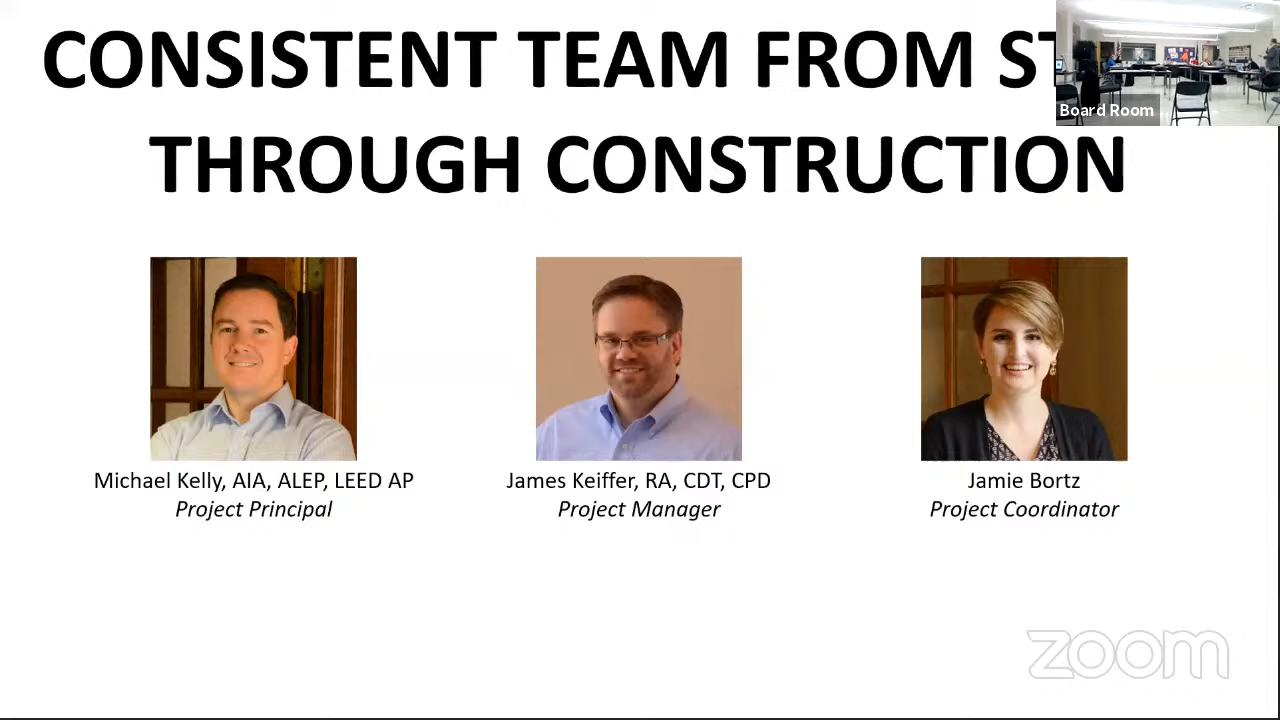 CONSISTENT TEAM FROM ST
THROUGH CONSTRUCTION
Board Room
Michael Kelly, AIA, ALEP, LEED AP
Project Principal
James Keiffer, RA, CDT, CPD
Project Manager
Jamie Bortz
Project Coordinator
zoom